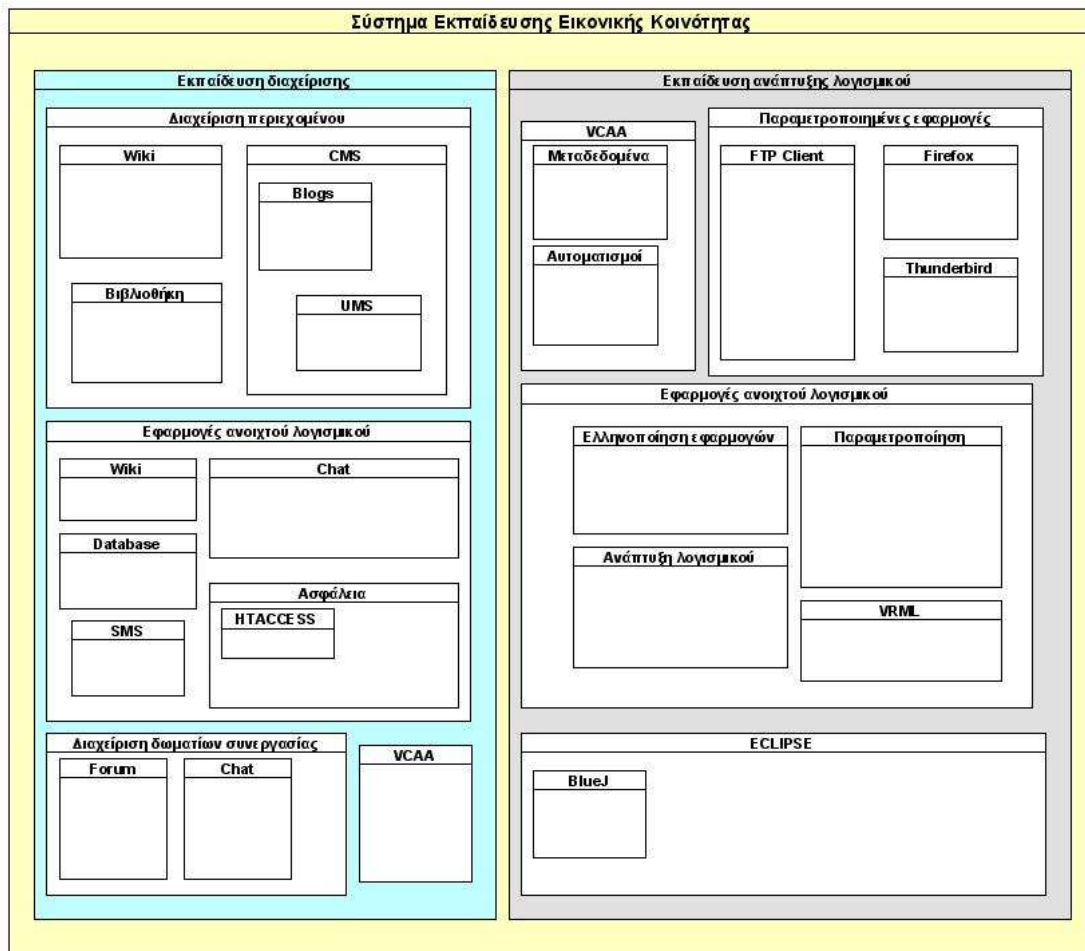 Σύστημα Εκπαίδευσης Εικονικής Κοινότητας
Εκπαίδευση διαχείρισης
Διαχείριση περιεχομένου
Wiki
CMS
Blogs
Βιβλιοθήκη
UMS
Εφαρμογές ανοιχτού λογισμικού
Wiki
Chat
Database
Ασφάλεια
HTACCESS
SMS
Διαχείριση δωματίων συνεργασίας
Forum
Chat
VCAA
Εκπαίδευση ανάπτυξης λογισμικού
VCAA
Μεταδεδομένα
Αυτοματισμοί
Παραμετροποιημένες εφαρμογές
FTP Client
Firefox
Thunderbird
Εφαρμογές ανοιχτού λογισμικού
Ελληνοποίηση εφαρμογών
Παραμετροποίηση
Ανάπτυξη λογισμικού
VRML
ECLIPSE
BlueJ